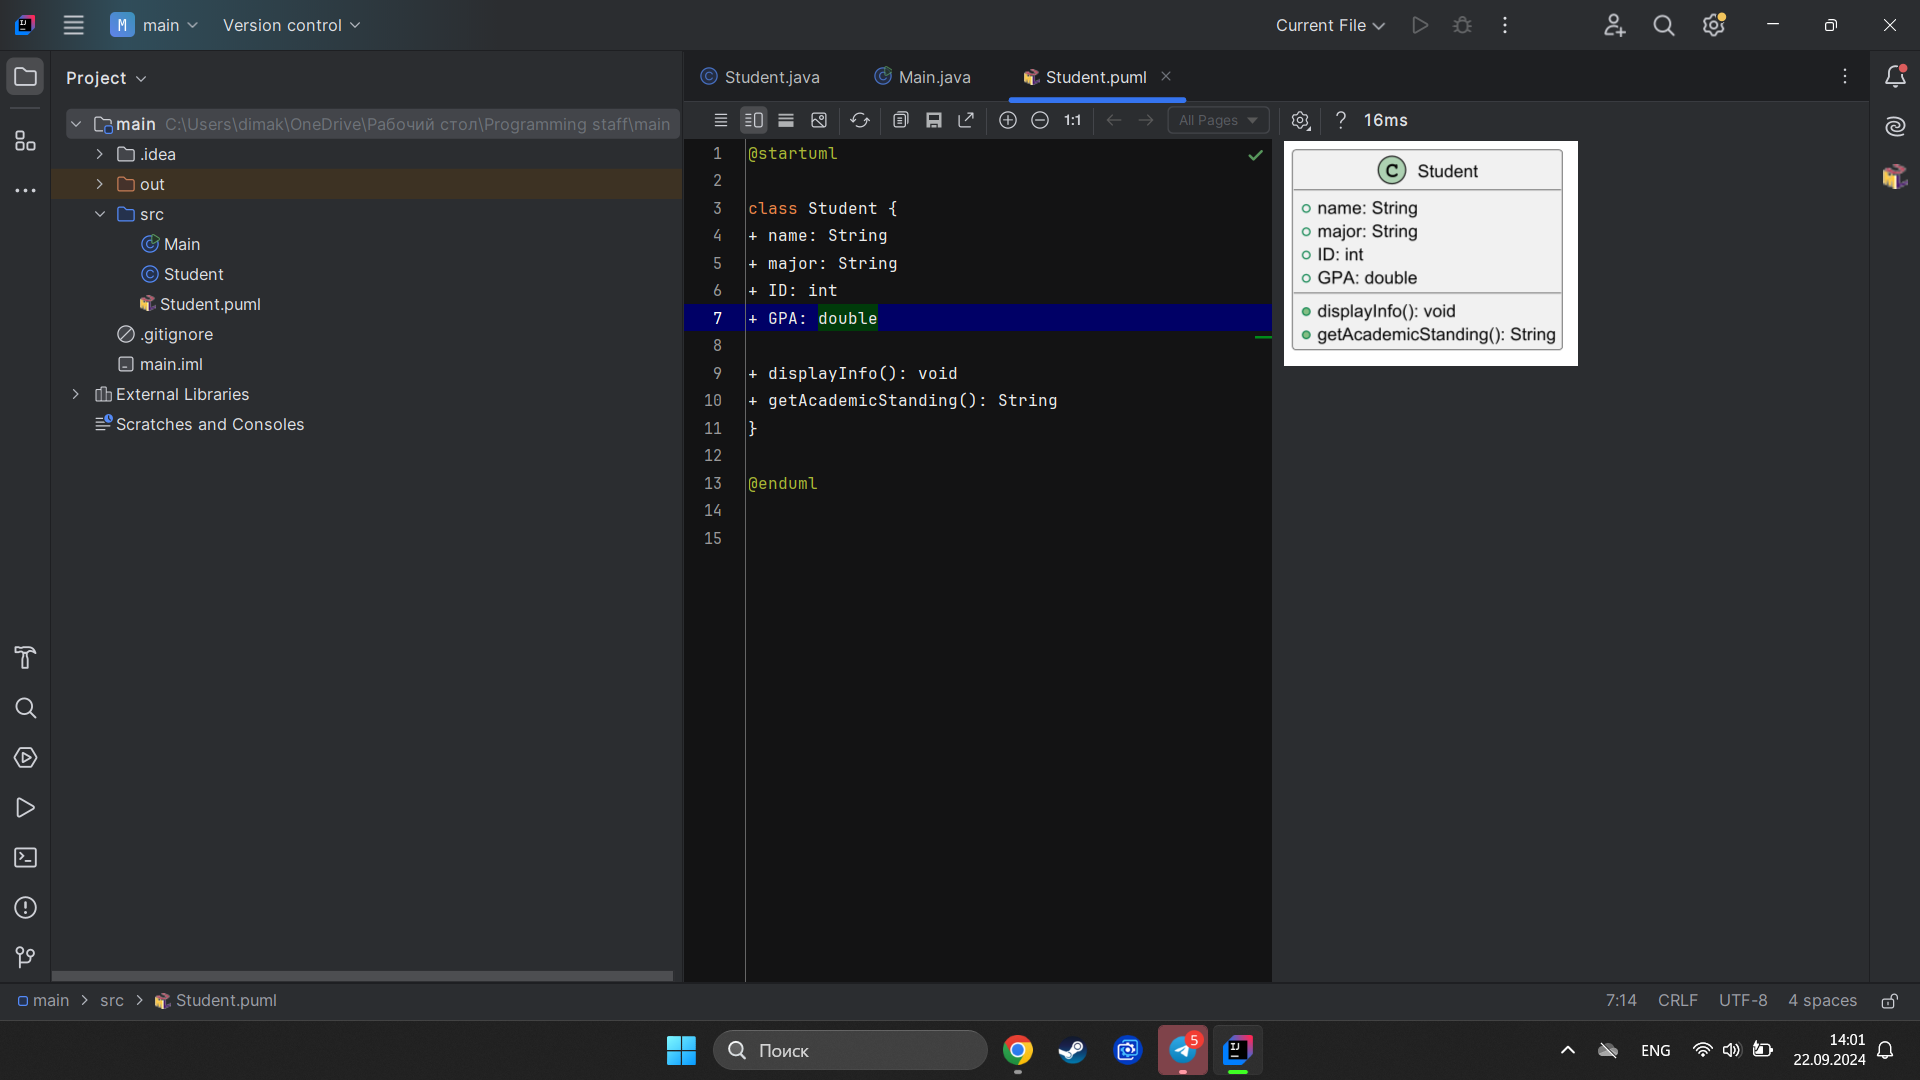 M main Version control Current File
Project
main C:\Users\dimak\OneDrive\Рабочий стол\Programming staff\main
.idea
out
src
Main
Student
Student.puml
.gitignore
main.iml
External Libraries
Scratches and Consoles
Student.java Main.java Student.puml
1:1 All Pages ? 16ms
1 @startuml
2
3 class Student {
4 + name: String
5 + major: String
6 + ID: int
7 + GPA: double
8
9 + displayInfo(): void
10 + getAcademicStanding(): String
11 }
12
13 @enduml
14
15
C Student
name: String
major: String
ID: int
GPA: double
displayInfo(): void
getAcademicStanding(): String
main > src > Student.puml 7:14 CRLF UTF-8 4 spaces
Поиск 5 ENG 14:01
22.09.2024